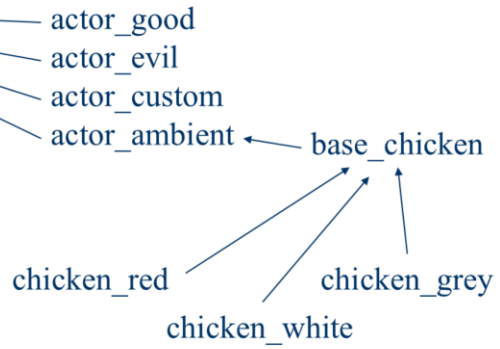 actor_good
actor_evil
actor_custom
actor_ambient
base_chicken
chicken_red
chicken_grey
chicken_white